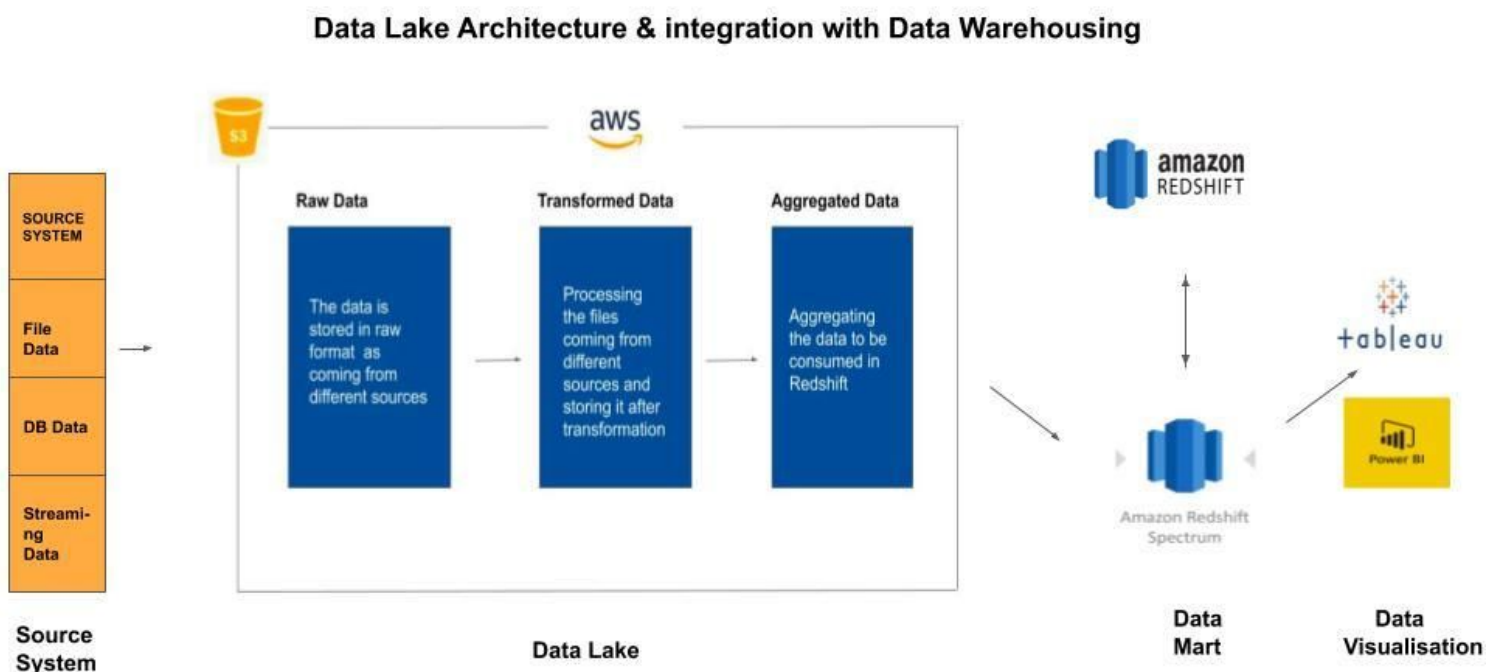 Data Lake Architecture & integration with Data Warehousing
S3
aws
amazon
REDSHIFT
SOURCE
SYSTEM
File
Data
DB Data
Streami-
ng
Data
Source
System
Raw Data
The data is
stored in raw
format as
coming from
different sources
Transformed Data
Processing
the files
coming from
different
sources and
storing it after
transformation
Aggregated Data
Aggregating
the data to be
consumed in
Redshift
Data Lake
Amazon Redshift
Spectrum
Data
Mart
+ableau
Power BI
Data
Visualisation